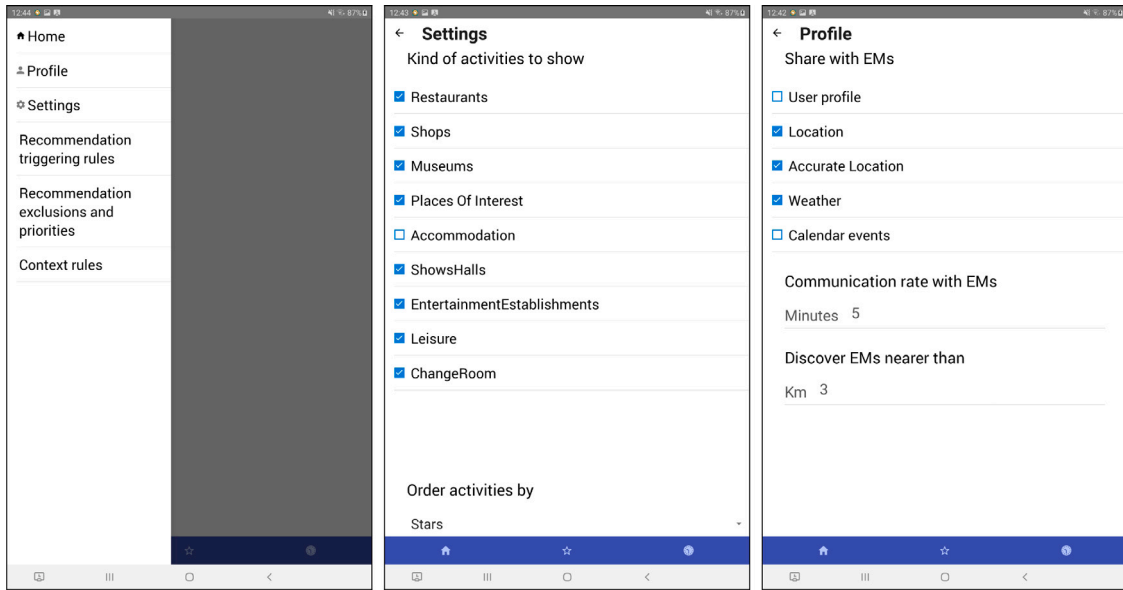 12:44
87%
Home
Profile
Settings
Recommendation
triggering rules
Recommendation
exclusions and
priorities
Context rules
12:43
87%
Settings
Kind of activities to show
Restaurants
Shops
Museums
Places Of Interest
Accommodation
ShowsHalls
EntertainmentEstablishments
Leisure
ChangeRoom
Order activities by
Stars
12:42
87%
Profile
Share with EMs
User profile
Location
Accurate Location
Weather
Calendar events
Communication rate with EMs
Minutes 5
Discover EMs nearer than
Km 3